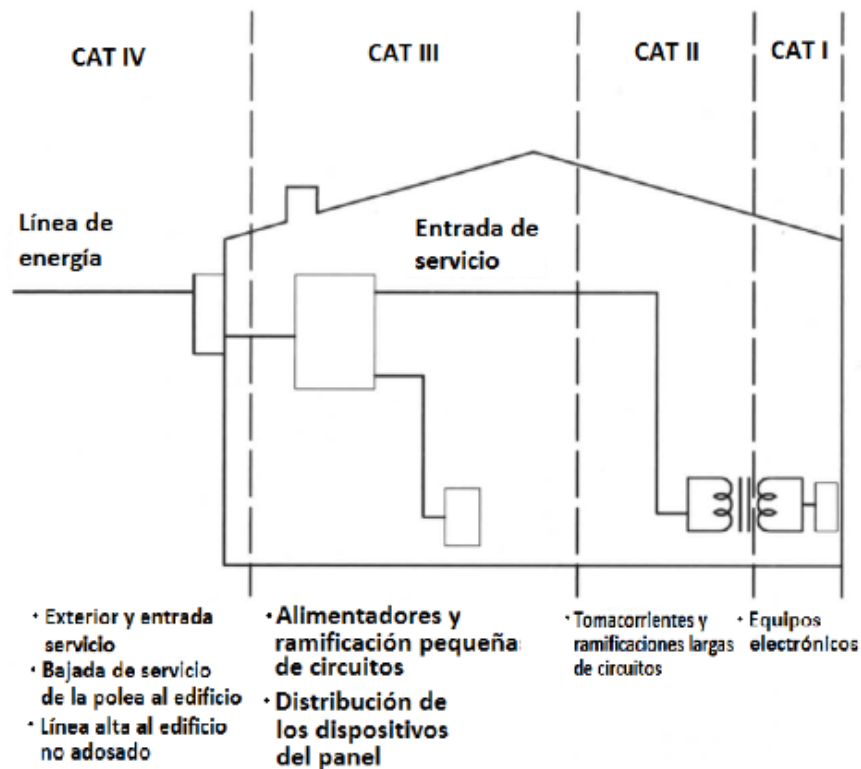 CAT IV
CAT III
CAT II
CAT I
Línea de
energía
Entrada de
servicio
· Exterior y entrada
servicio
· Bajada de servicio
de la polea al edificio
· Línea alta al edificio
no adosado
· Alimentadores y
ramificación pequeña
de circuitos
· Distribución de
los dispositivos
del panel
· Tomacorrientes y
ramificaciones largas
de circuitos
· Equipos
electrónicos